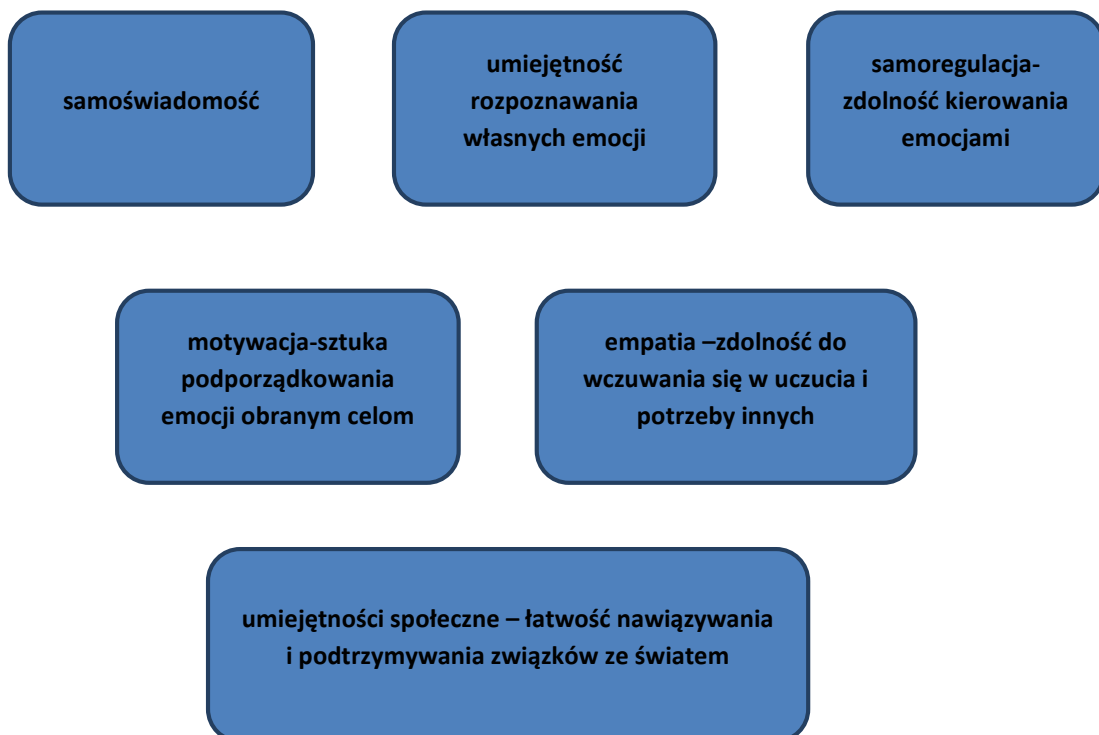 samoświadomość
umiejętność
rozpoznawania
własnych emocji
samoregulacja-
zdolność kierowania
emocjami
motywacja-sztuka
podporządkowania
emocji obranym celom
empatia –zdolność do
wczuwania się w uczucia i
potrzeby innych
umiejętności społeczne – łatwość nawiązywania
i podtrzymywania związków ze światem